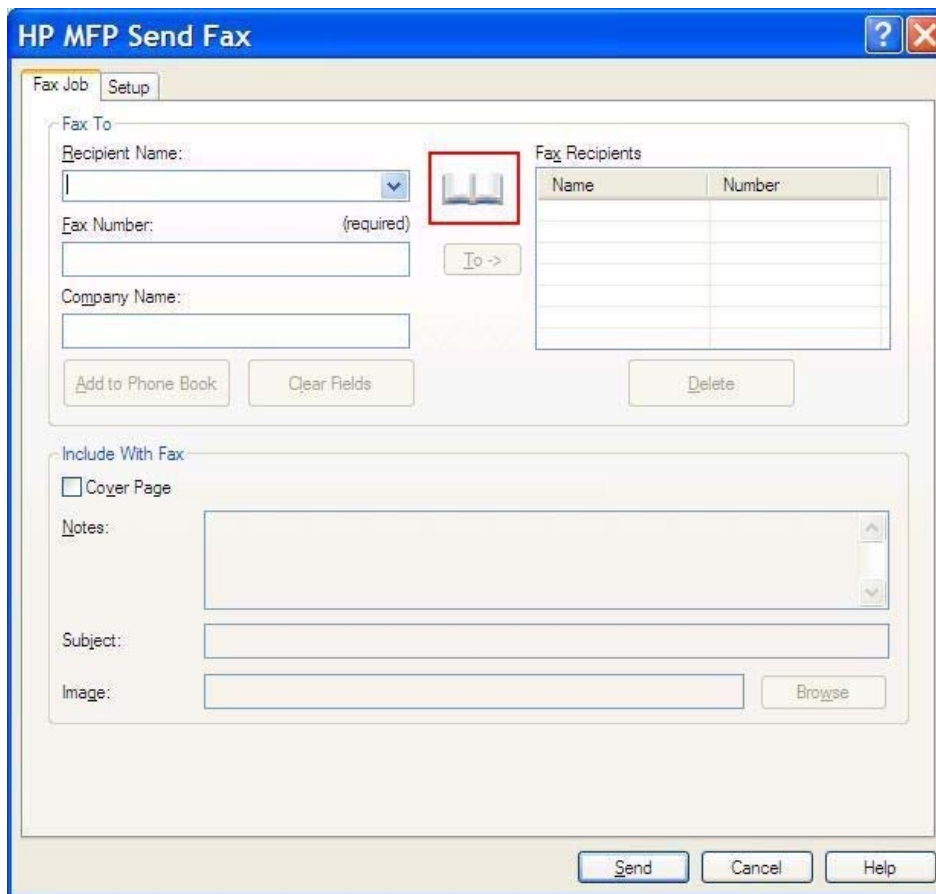 HP MFP Send Fax
Fax Job Setup
Fax To
Recipient Name:
Fax Recipients
Name Number
Fax Number: (required)
To ->
Company Name:
Add to Phone Book Clear Fields Delete
Include With Fax
Cover Page
Notes:
Subject:
Image: Browse
Send Cancel Help